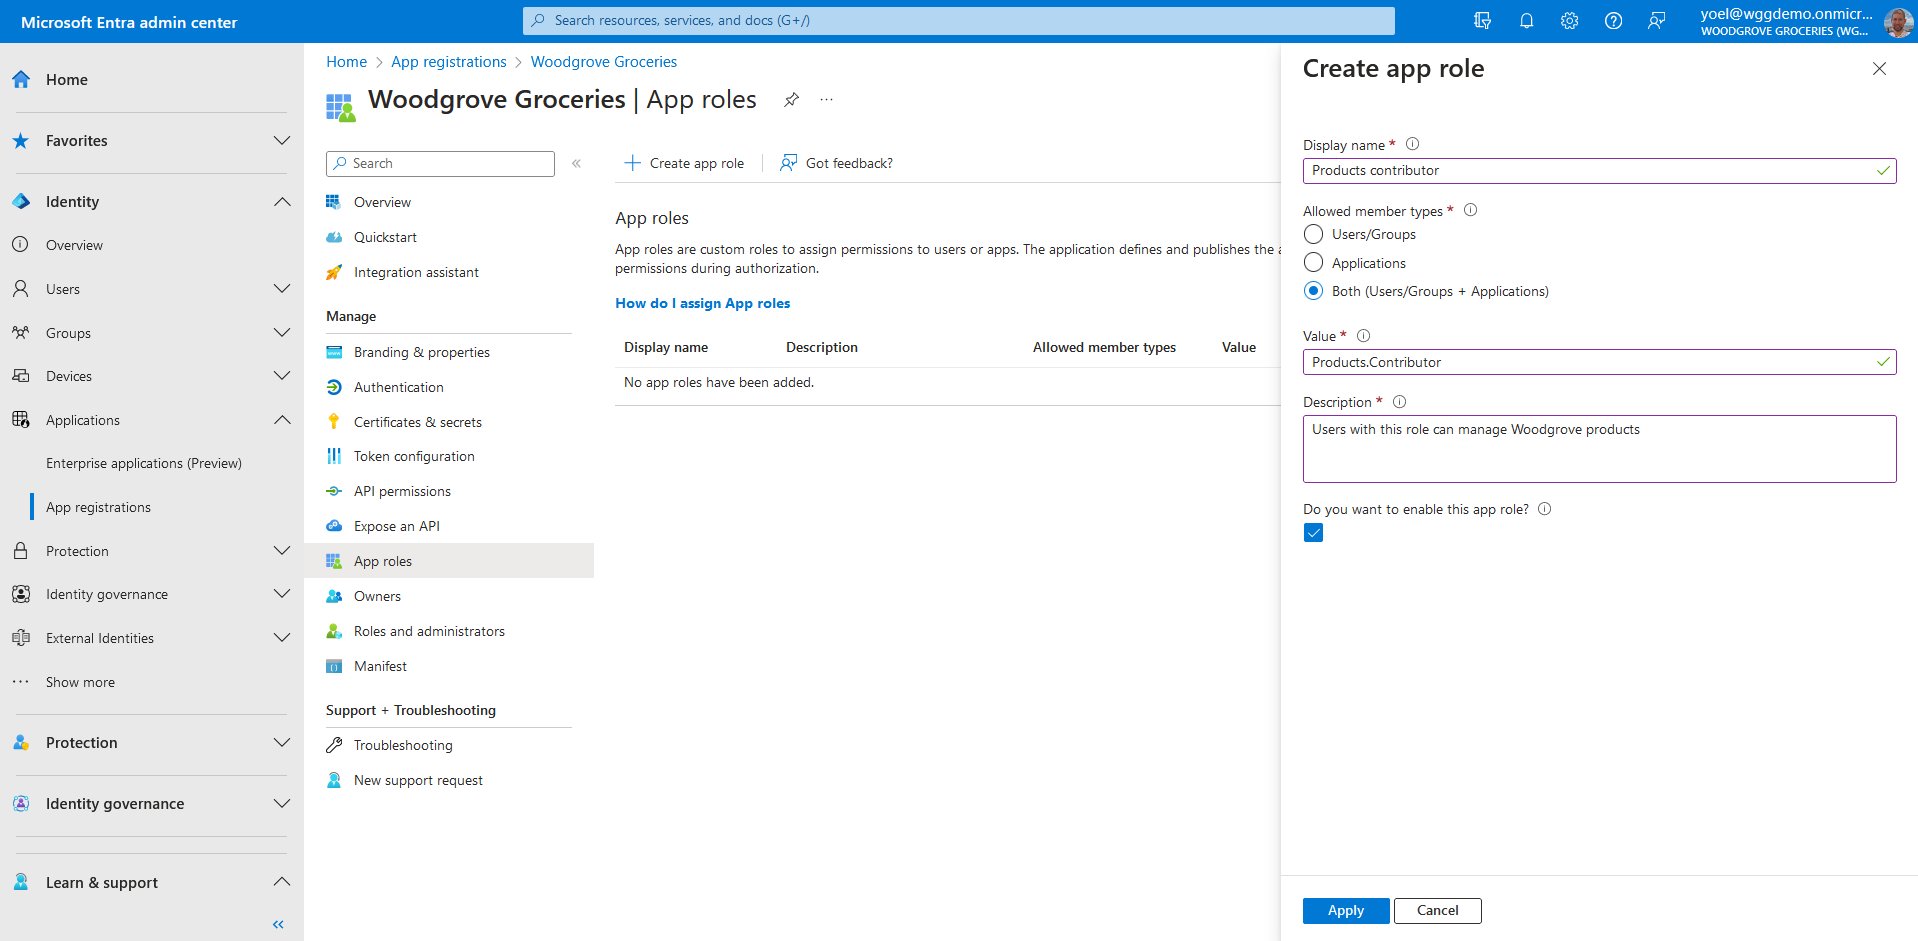 Microsoft Entra admin center
Search resources, services, and docs (G+/)
yoel@wggdemo.onmicr...
WOODGROVE GROCERIES (WG...
Home
Favorites
Identity
Overview
Users
Groups
Devices
Applications
Enterprise applications (Preview)
App registrations
Protection
Identity governance
External Identities
Show more
Protection
Identity governance
Learn & support
Home > App registrations > Woodgrove Groceries
Woodgrove Groceries | App roles
Search
Overview
Quickstart
Integration assistant
Manage
Branding & properties
Authentication
Certificates & secrets
Token configuration
API permissions
Expose an API
App roles
Owners
Roles and administrators
Manifest
Support + Troubleshooting
Troubleshooting
New support request
Create app role
Got feedback?
App roles
App roles are custom roles to assign permissions to users or apps. The application defines and publishes the a
permissions during authorization.
How do I assign App roles
Display name Description Allowed member types Value
No app roles have been added.
Create app role
Display name *
Products contributor
Allowed member types *
Users/Groups
Applications
Both (Users/Groups + Applications)
Value *
Products.Contributor
Description *
Users with this role can manage Woodgrove products
Do you want to enable this app role?
Apply
Cancel